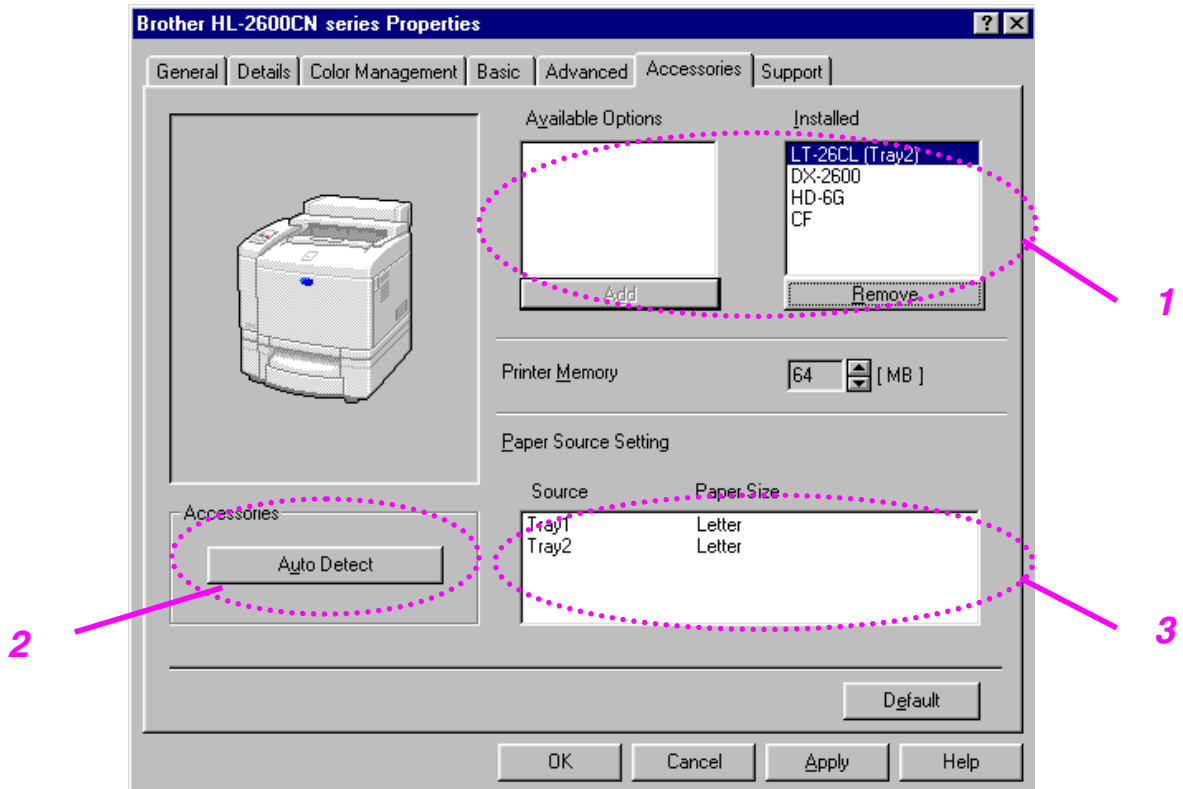 Brother HL-2600CN series Properties
General Details Color Management Basic Advanced Accessories Support
Available Options Installed
LT-26CL (Tray2)
DX-2600
HD-6G
CF
Add Remove
1
Printer Memory 64 [ MB ]
Paper Source Setting
Source Paper Size
Tray1 Letter
Tray2 Letter
Accessories
Auto Detect
2
3
Default
OK Cancel Apply Help